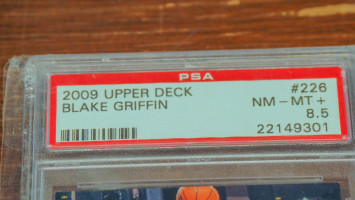 PSA
2009 UPPER DECK #226
BLAKE GRIFFIN NM - MT +
8.5
22149301